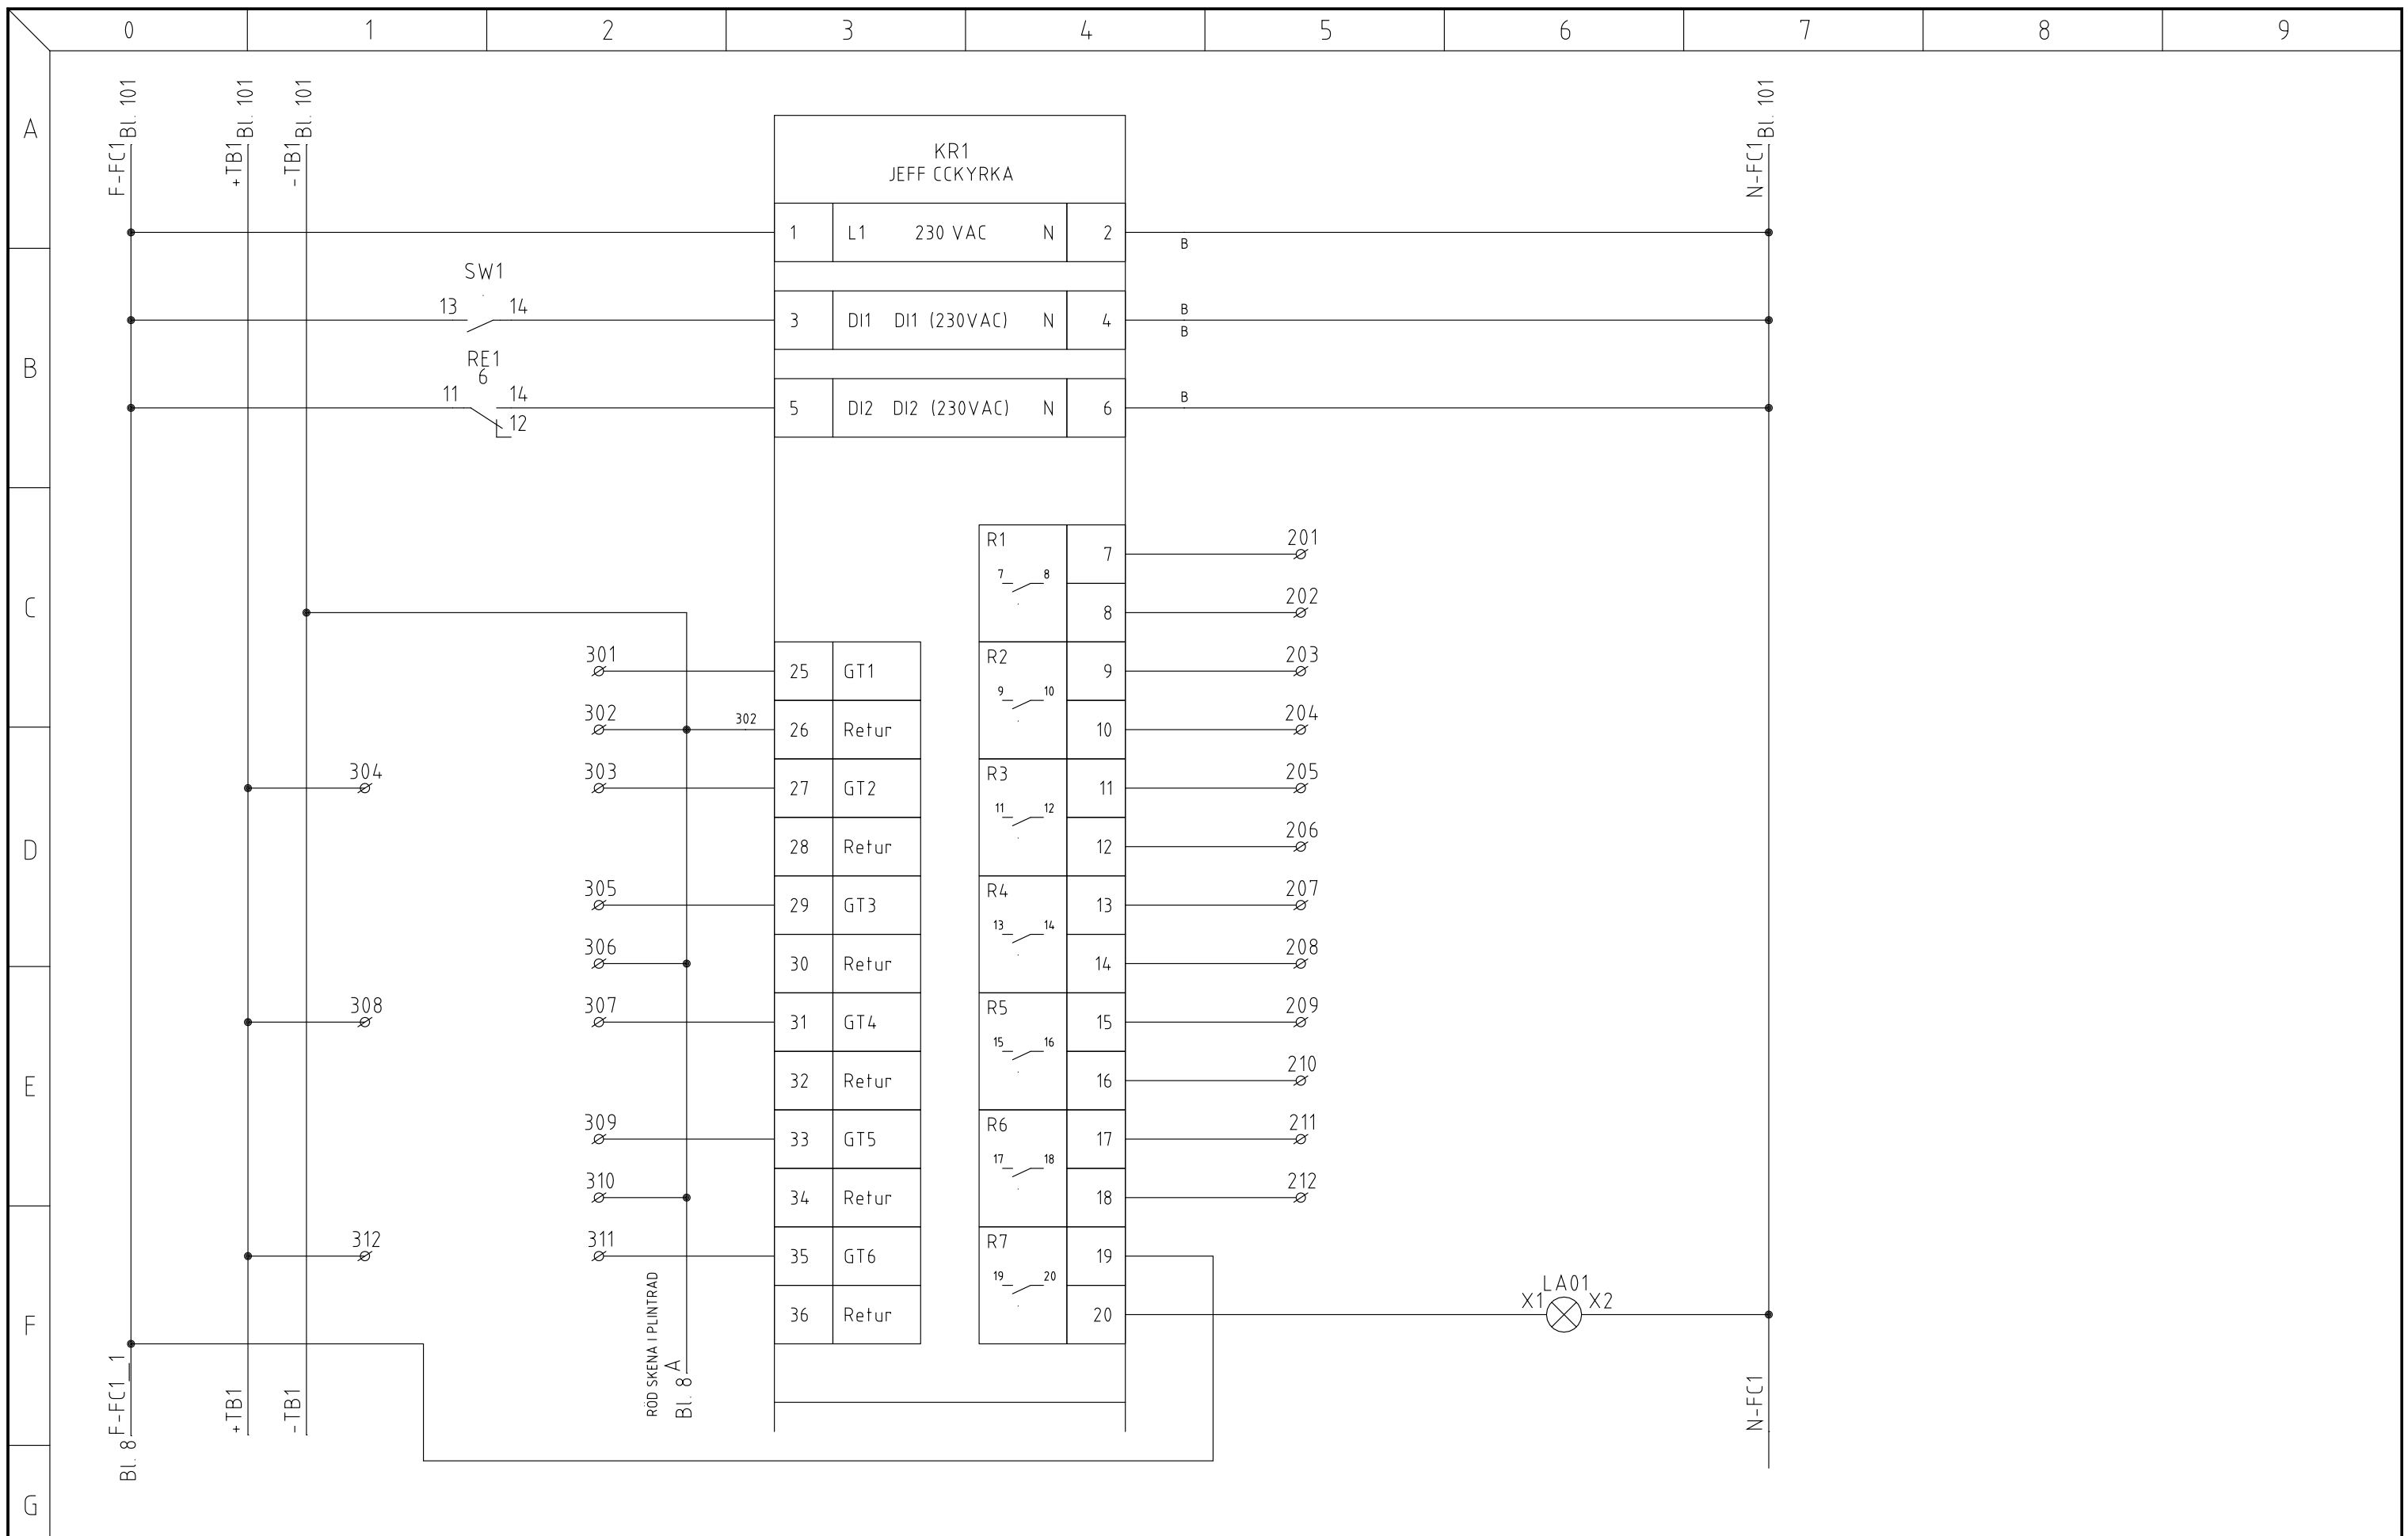 0 1 2 3 4 5 6 7 8 9
A
B
C
D
E
F
G
F-FC1 Bl. 101
+TB1 Bl. 101
-TB1 Bl. 101
N-FC1 Bl. 101
KR1
JEFF CCKYRKA
1 L1 230 VAC N 2
B
SW1
13 14
3 DI1 DI1 (230VAC) N 4
B
B
RE1
6
11 14
12
5 DI2 DI2 (230VAC) N 6
B
R1
7 8
7 201
8 202
R2
9 10
9 203
10 204
R3
11 12
11 205
12 206
R4
13 14
13 207
14 208
R5
15 16
15 209
16 210
R6
17 18
17 211
18 212
R7
19 20
19
20
301 25 GT1
302 302 26 Retur
304
303 27 GT2
28 Retur
305 29 GT3
306 30 Retur
308
307 31 GT4
32 Retur
309 33 GT5
310 34 Retur
312
311 35 GT6
36 Retur
LA01
X1 X2
RÖD SKENA I PLINTRAD
Bl. 8 A
Bl. 8 F-FC1_1
+TB1
-TB1
N-FC1